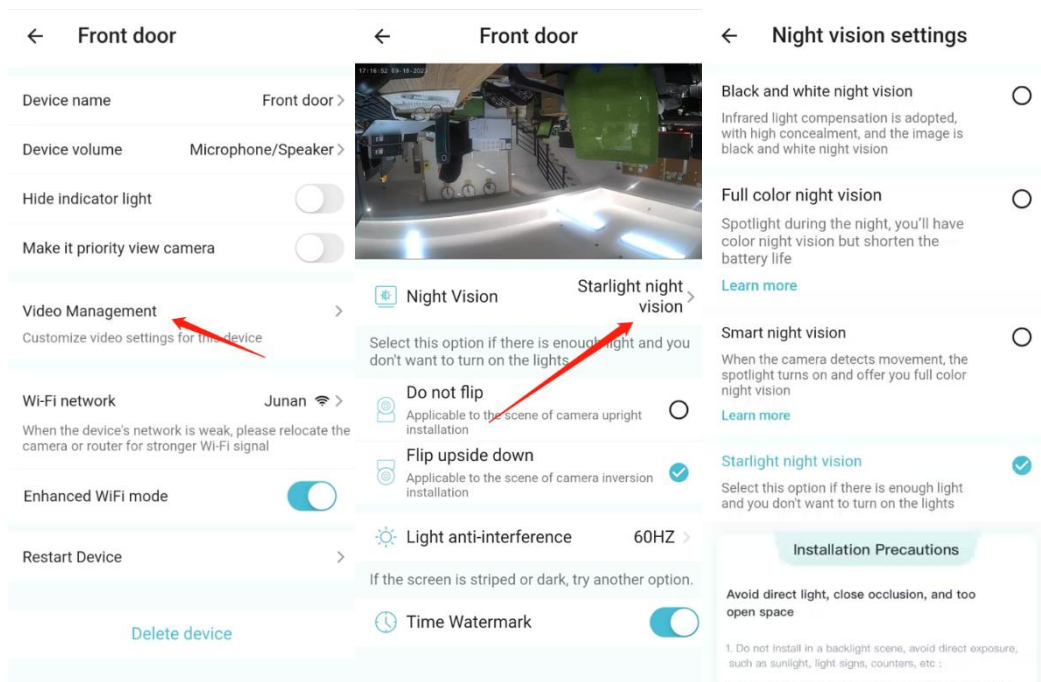 Front door
Device name
Front door
Device volume
Microphone/Speaker
Hide indicator light
Make it priority view camera
Video Management
Customize video settings for this device
Wi-Fi network
Junan
When the device's network is weak, please relocate the
camera or router for stronger Wi-Fi signal
Enhanced WiFi mode
Restart Device
Delete device
Front door
Night Vision
Starlight night
vision
Select this option if there is enough light and you
don't want to turn on the lights
Do not flip
Applicable to the scene of camera upright
installation
Flip upside down
Applicable to the scene of camera inversion
installation
Light anti-interference
60HZ
If the screen is striped or dark, try another option.
Time Watermark
Night vision settings
Black and white night vision
Infrared light compensation is adopted,
with high concealment, and the image is
black and white night vision
Full color night vision
Spotlight during the night, you'll have
color night vision but shorten the
battery life
Learn more
Smart night vision
When the camera detects movement, the
spotlight turns on and offer you full color
night vision
Learn more
Starlight night vision
Select this option if there is enough light
and you don't want to turn on the lights
Installation Precautions
Avoid direct light, close occlusion, and too
open space
1. Do not install in a backlight scene, avoid direct exposure,
such as sunlight, light signs, counters, etc ;